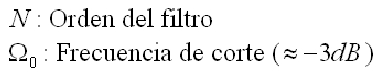 N : Orden del filtro
Ω₀ : Frecuencia de corte (≈ −3dB)